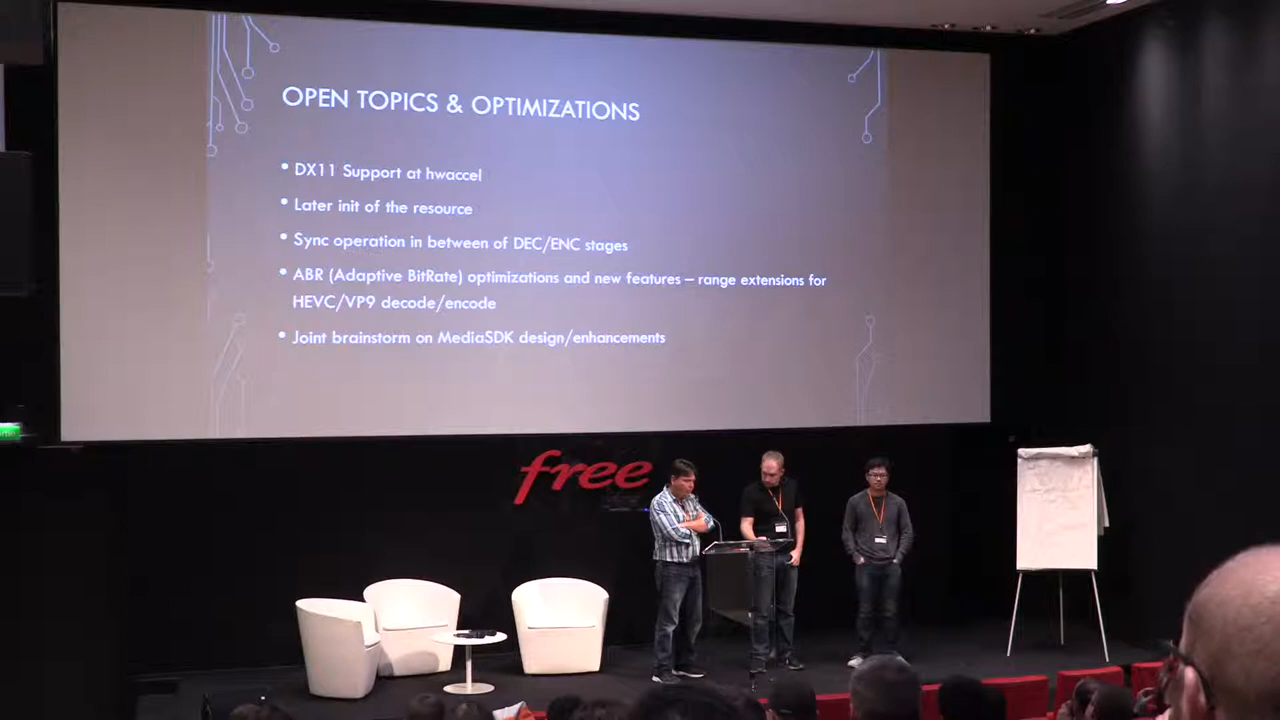 OPEN TOPICS & OPTIMIZATIONS
• DX11 Support at hwaccel
• Later init of the resource
• Sync operation in between of DEC/ENC stages
• ABR (Adaptive BitRate) optimizations and new features – range extensions for
HEVC/VP9 decode/encode
• Joint brainstorm on MediaSDK design/enhancements
free